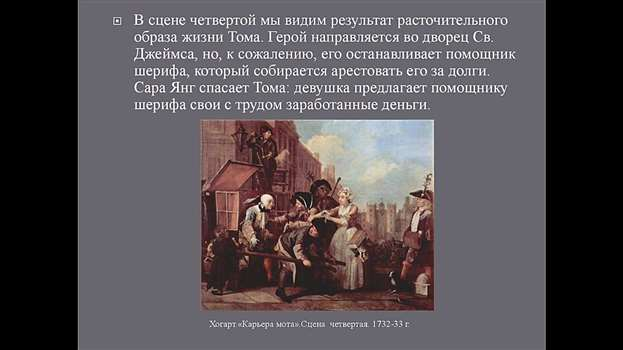 В сцене четвертой мы видим результат расточительного
образа жизни Тома. Герой направляется во дворец Св.
Джеймса, но, к сожалению, его останавливает помощник
шерифа, который собирается арестовать его за долги.
Сара Янг спасает Тома: девушка предлагает помощнику
шерифа свои с трудом заработанные деньги.
Хогарт «Карьера мота».Сцена четвертая. 1732-33 г.